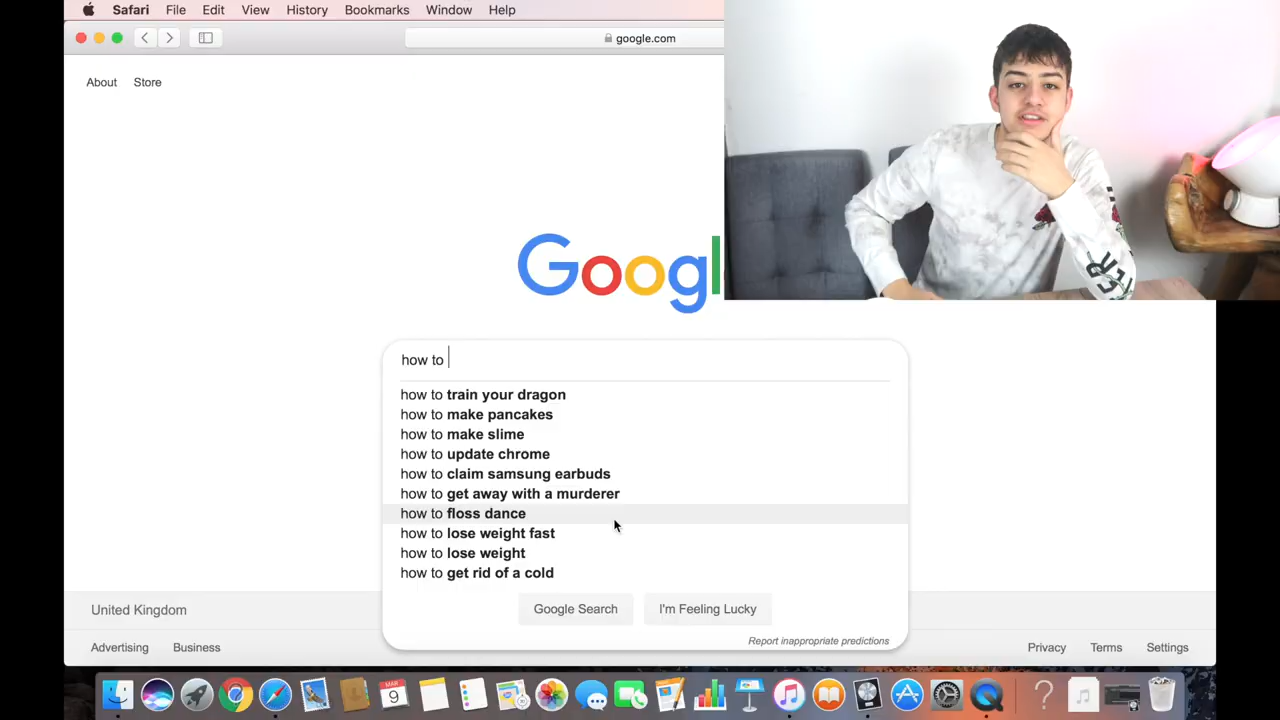 Safari File Edit View History Bookmarks Window Help
google.com
About Store
Googl
how to
how to train your dragon
how to make pancakes
how to make slime
how to update chrome
how to claim samsung earbuds
how to get away with a murderer
how to floss dance
how to lose weight fast
how to lose weight
how to get rid of a cold
Google Search I'm Feeling Lucky
Report inappropriate predictions
United Kingdom
Advertising Business Privacy Terms Settings
MAR
9